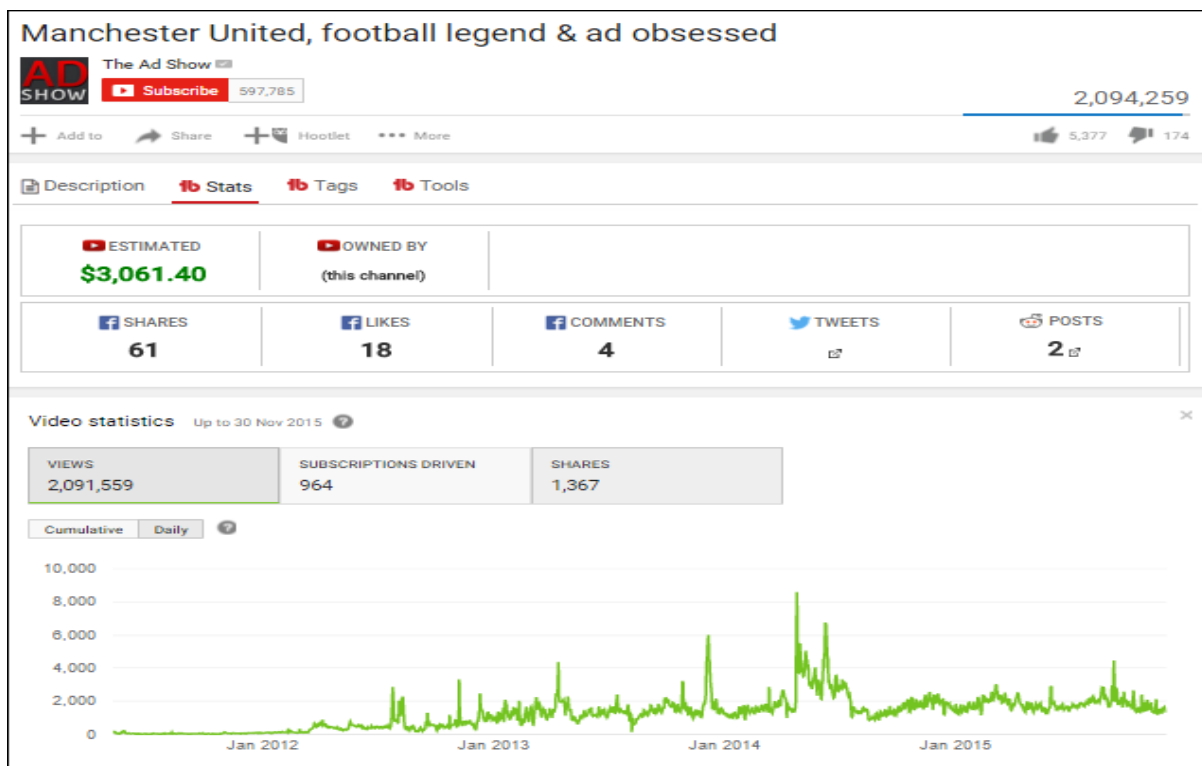 Manchester United, football legend & ad obsessed
AD
SHOW
The Ad Show
Subscribe 597,785
2,094,259
Add to Share Hootlet More
5,377 174
Description Stats Tags Tools
ESTIMATED OWNED BY
$3,061.40 (this channel)
SHARES LIKES COMMENTS TWEETS POSTS
61 18 4 2
Video statistics Up to 30 Nov 2015 ?
VIEWS SUBSCRIPTIONS DRIVEN SHARES
2,091,559 964 1,367
Cumulative Daily ?
10,000
8,000
6,000
4,000
2,000
0
Jan 2012 Jan 2013 Jan 2014 Jan 2015